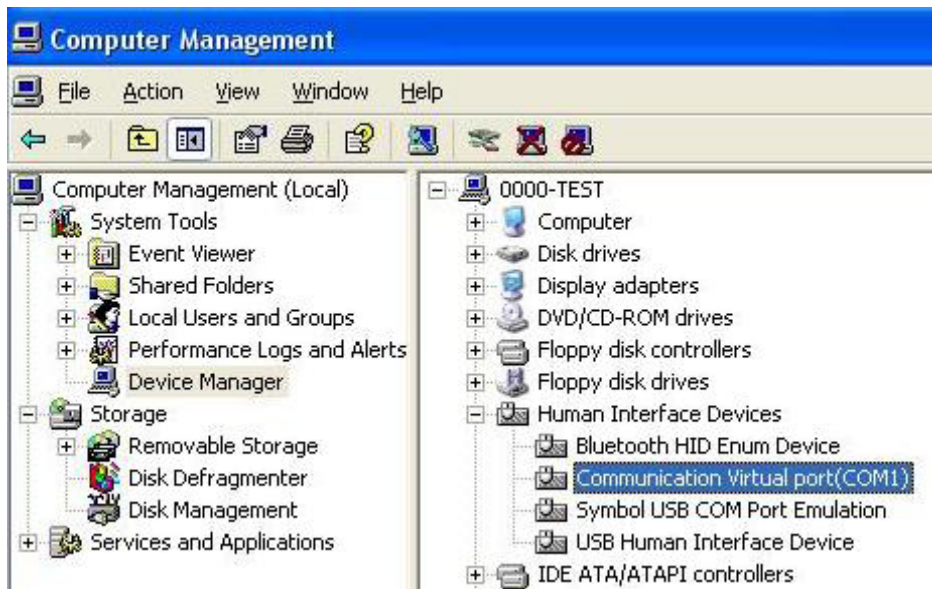 Computer Management
File Action View Window Help
Computer Management (Local)
System Tools
Event Viewer
Shared Folders
Local Users and Groups
Performance Logs and Alerts
Device Manager
Storage
Removable Storage
Disk Defragmenter
Disk Management
Services and Applications
0000-TEST
Computer
Disk drives
Display adapters
DVD/CD-ROM drives
Floppy disk controllers
Floppy disk drives
Human Interface Devices
Bluetooth HID Enum Device
Communication Virtual port(COM1)
Symbol USB COM Port Emulation
USB Human Interface Device
IDE ATA/ATAPI controllers